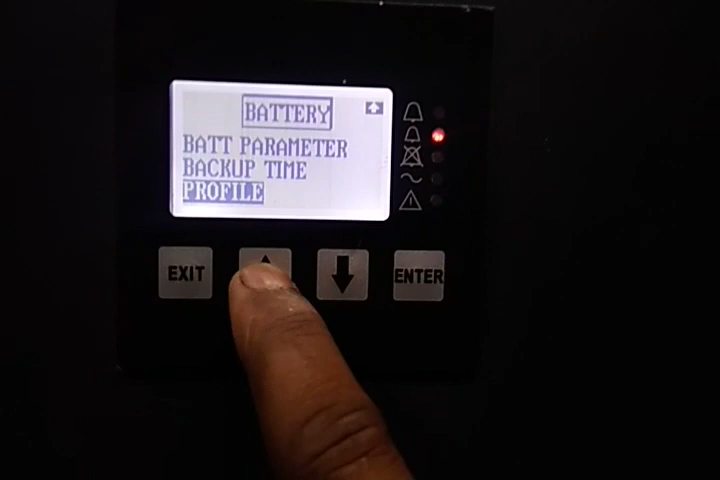 BATTERY
BATT PARAMETER
BACKUP TIME
PROFILE
EXIT
ENTER